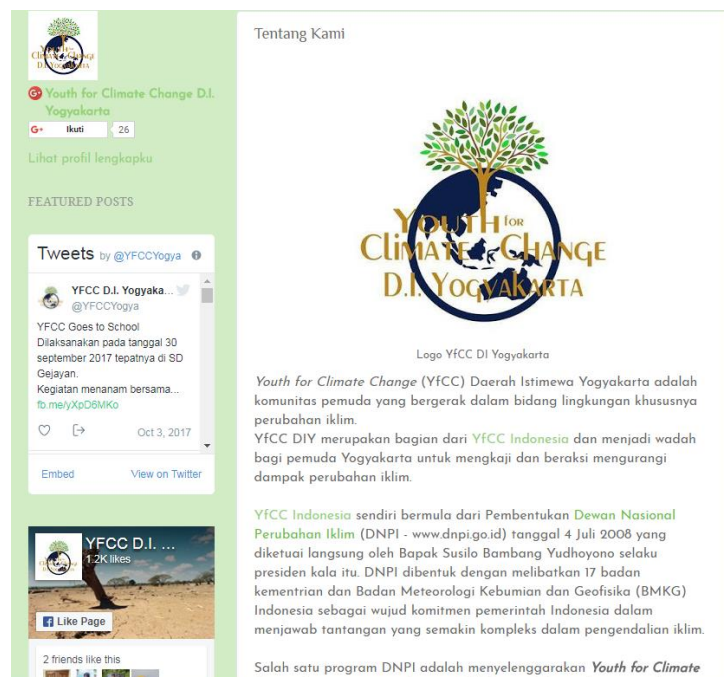 YOUTH FOR
CLIMATE CHANGE
D.I. YOGYAKARTA
Youth for Climate Change D.I.
Yogyakarta
G+ Ikuti 26
Lihat profil lengkapku
FEATURED POSTS
Tweets by @YFCCYogya
YFCC D.I. Yogyaka...
@YFCCYogya
YFCC Goes to School
Dilaksanakan pada tanggal 30
september 2017 tepatnya di SD
Gejayan.
Kegiatan menanam bersama...
fb.me/yXpD6MKo
Oct 3, 2017
Embed View on Twitter
YFCC D.I. ...
1.2K likes
Like Page
2 friends like this
Tentang Kami
YOUTH FOR
CLIMATE CHANGE
D.I. YOGYAKARTA
Logo YfCC DI Yogyakarta
Youth for Climate Change (YfCC) Daerah Istimewa Yogyakarta adalah
komunitas pemuda yang bergerak dalam bidang lingkungan khususnya
perubahan iklim.
YfCC DIY merupakan bagian dari YfCC Indonesia dan menjadi wadah
bagi pemuda Yogyakarta untuk mengkaji dan beraksi mengurangi
dampak perubahan iklim.
YfCC Indonesia sendiri bermula dari Pembentukan Dewan Nasional
Perubahan Iklim (DNPI - www.dnpi.go.id) tanggal 4 Juli 2008 yang
diketuai langsung oleh Bapak Susilo Bambang Yudhoyono selaku
presiden kala itu. DNPI dibentuk dengan melibatkan 17 badan
kementrian dan Badan Meteorologi Kebumian dan Geofisika (BMKG)
Indonesia sebagai wujud komitmen pemerintah Indonesia dalam
menjawab tantangan yang semakin kompleks dalam pengendalian iklim.
Salah satu program DNPI adalah menyelenggarakan Youth for Climate